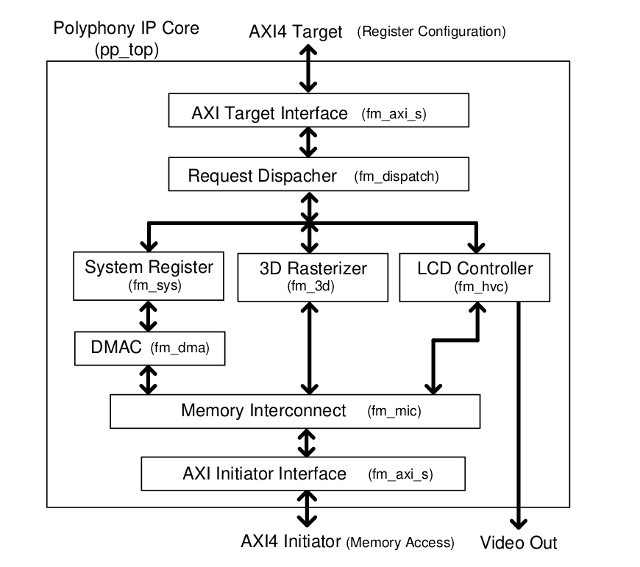 Polyphony IP Core
(pp_top)
AXI4 Target (Register Configuration)
AXI Target Interface (fm_axi_s)
Request Dispacher (fm_dispatch)
System Register
(fm_sys)
3D Rasterizer
(fm_3d)
LCD Controller
(fm_hvc)
DMAC (fm_dma)
Memory Interconnect (fm_mic)
AXI Initiator Interface (fm_axi_s)
AXI4 Initiator (Memory Access)
Video Out